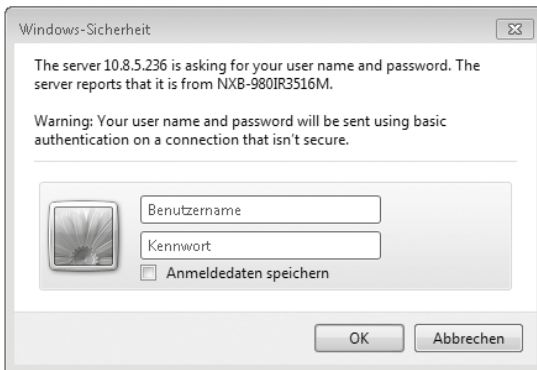 Windows-Sicherheit
The server 10.8.5.236 is asking for your user name and password. The
server reports that it is from NXB-980IR3516M.
Warning: Your user name and password will be sent using basic
authentication on a connection that isn't secure.
Benutzername
Kennwort
Anmeldedaten speichern
OK
Abbrechen